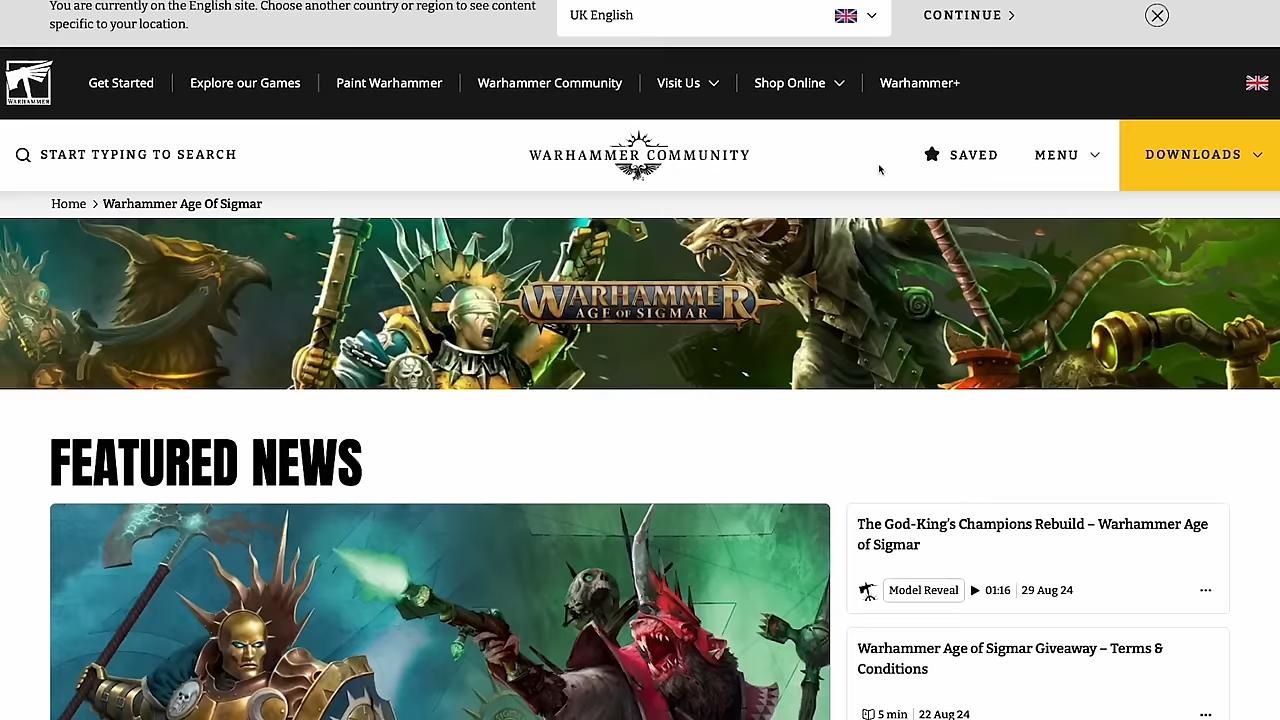 You are currently on the English site. Choose another country or region to see content
specific to your location.
UK English
CONTINUE
WARHAMMER
Get Started
Explore our Games
Paint Warhammer
Warhammer Community
Visit Us
Shop Online
Warhammer+
START TYPING TO SEARCH
WARHAMMER COMMUNITY
SAVED
MENU
DOWNLOADS
Home > Warhammer Age Of Sigmar
WARHAMMER
AGE OF SIGMAR
FEATURED NEWS
The God-King's Champions Rebuild – Warhammer Age
of Sigmar
Model Reveal
01:16
29 Aug 24
Warhammer Age of Sigmar Giveaway – Terms &
Conditions
5 min
22 Aug 24